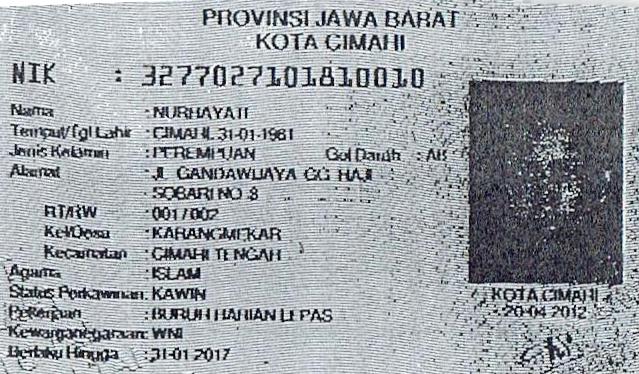 PROVINSI JAWA BARAT
KOTA CIMAHI
NIK : 3277027101810010
Nama : NURHAYATI
Tempat/Tgl Lahir : CIMAHI, 31-01-1981
Jenis Kelamin : PEREMPUAN Gol Darah : AB
Alamat : JL GANDAWIJAYA GG HAJI
SOBARI NO 8
RT/RW : 001/002
Kel/Desa : KARANGMEKAR
Kecamatan : CIMAHI TENGAH
Agama : ISLAM
Status Perkawinan: KAWIN
Pekerjaan : BURUH HARIAN LEPAS
Kewarganegaraan: WNI
Berlaku Hingga : 31-01-2017
KOTA CIMAHI
20-04-2012